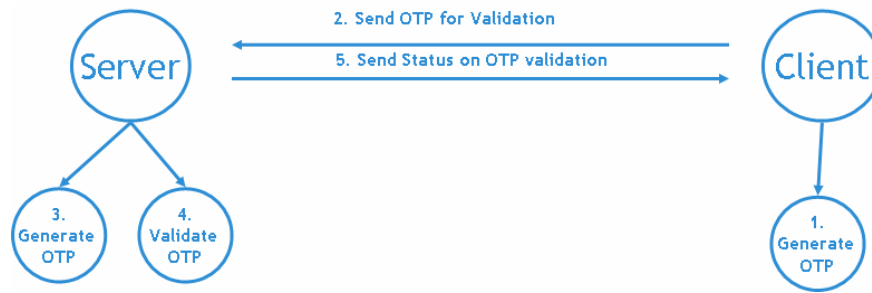 2. Send OTP for Validation
Server
5. Send Status on OTP validation
Client
3.
Generate
OTP
4.
Validate
OTP
1.
Generate
OTP